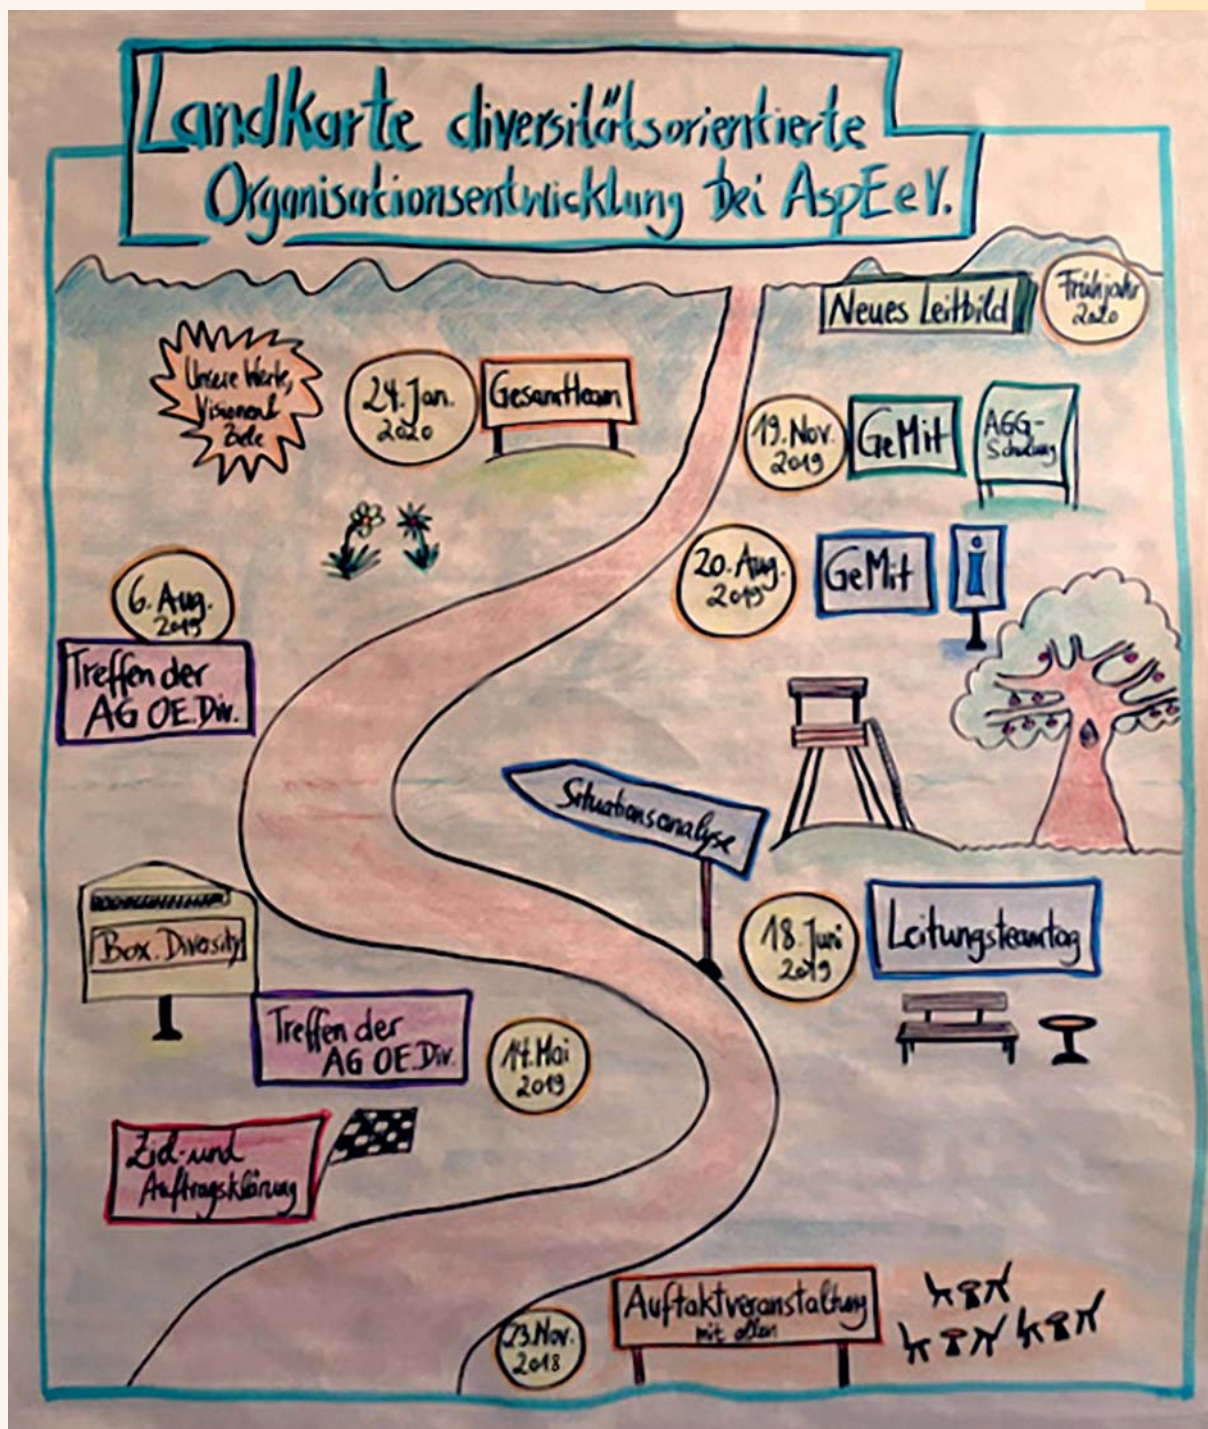 Landkarte diversitätsorientierte
Organisationsentwicklung bei AspE e.V.
Neues Leitbild
Frühjahr
2020
Unsere Werte,
Visionen &
Ziele
24. Jan.
2020
Gesamtteam
19. Nov.
2019
GeMit
AGG-
Schulung
20. Aug.
2019
GeMit
i
6. Aug.
2019
Treffen der
AG OE.Div.
Situationsanalyse
18. Juni
2019
Leitungsteamtag
Box. Diversity
Treffen der
AG OE.Div.
14. Mai
2019
Ziel- und
Auftragsklärung
23. Nov.
2018
Auftaktveranstaltung
mit allen